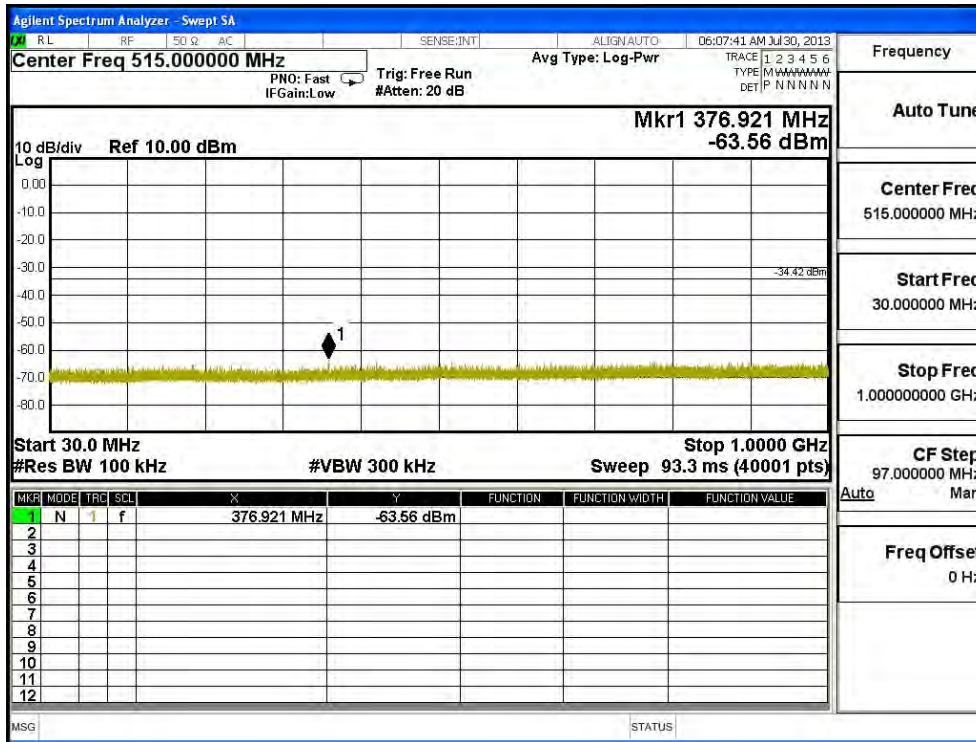 Agilent Spectrum Analyzer - Swept SA
RL RF 50 Ω AC SENSE:INT ALIGN AUTO 06:07:41 AM Jul 30, 2013
Center Freq 515.000000 MHz
PNO: Fast
IFGain:Low
Trig: Free Run
#Atten: 20 dB
Avg Type: Log-Pwr
TRACE 1 2 3 4 5 6
TYPE M WWWWW
DET P N N N N N
Mkr1 376.921 MHz
-63.56 dBm
10 dB/div Ref 10.00 dBm
Log
0.00
-10.0
-20.0
-30.0
-34.42 dBm
-40.0
-50.0
1
-60.0
-70.0
-80.0
Start 30.0 MHz Stop 1.0000 GHz
#Res BW 100 kHz #VBW 300 kHz Sweep 93.3 ms (40001 pts)
MKR MODE TRC SCL X Y FUNCTION FUNCTION WIDTH FUNCTION VALUE
1 N 1 f 376.921 MHz -63.56 dBm
2
3
4
5
6
7
8
9
10
11
12
MSG STATUS
Frequency
Auto Tune
Center Freq
515.000000 MHz
Start Freq
30.000000 MHz
Stop Freq
1.000000000 GHz
CF Step
97.000000 MHz
Auto Man
Freq Offset
0 Hz